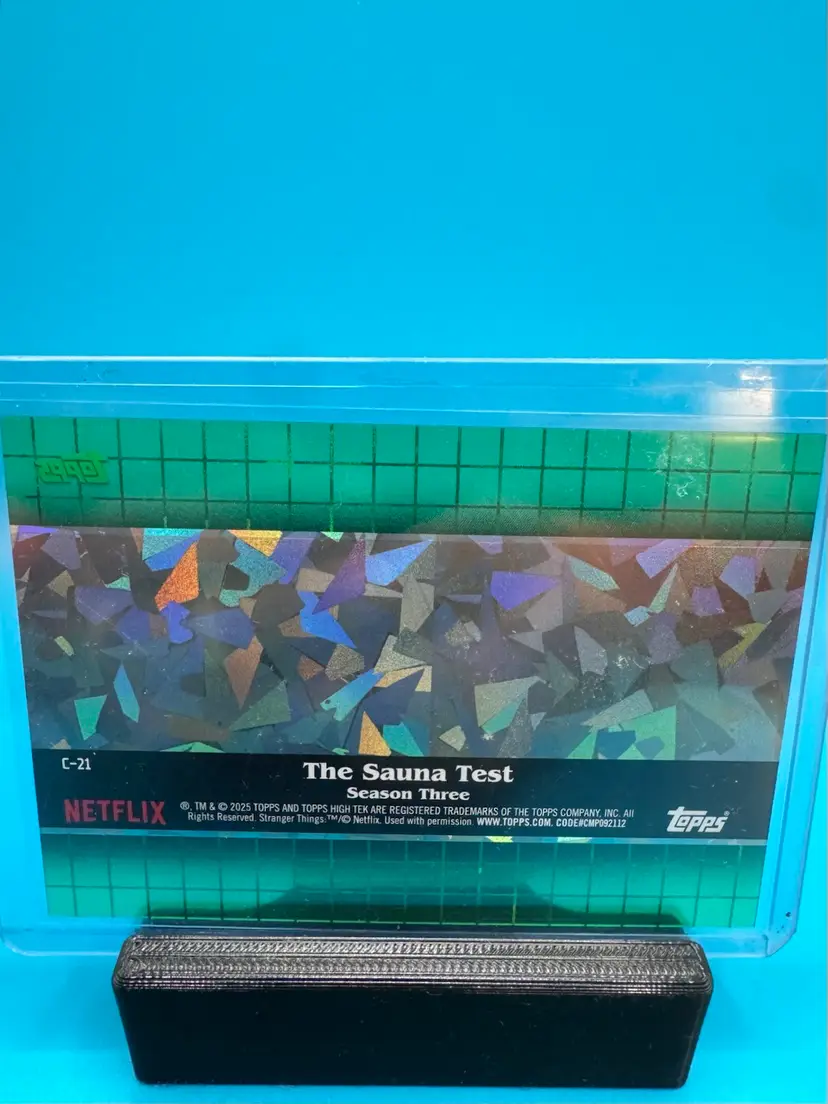 Topps
C-21
The Sauna Test
Season Three
NETFLIX
®, TM & © 2025 TOPPS AND TOPPS HIGH TEK ARE REGISTERED TRADEMARKS OF THE TOPPS COMPANY, INC. All
Rights Reserved. Stranger Things:™/© Netflix. Used with permission. WWW.TOPPS.COM. CODE#CMP092112
Topps®